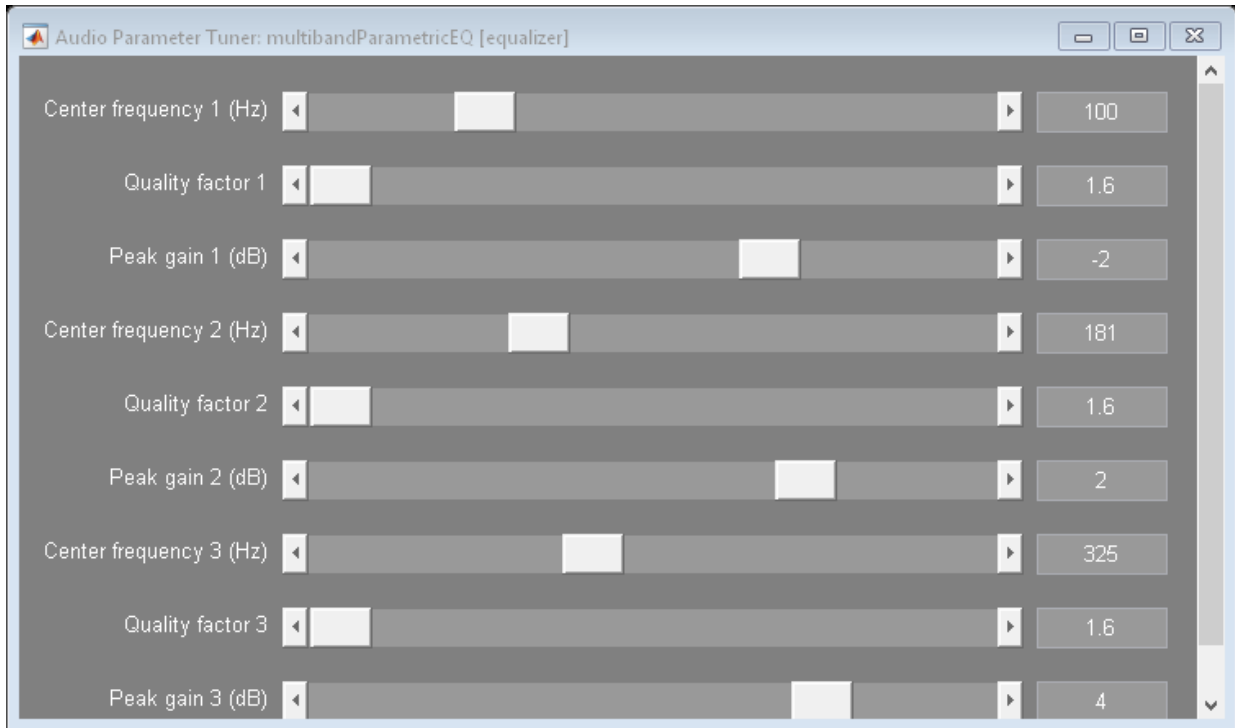 Audio Parameter Tuner: multibandParametricEQ [equalizer]
Center frequency 1 (Hz) 100
Quality factor 1 1.6
Peak gain 1 (dB) -2
Center frequency 2 (Hz) 181
Quality factor 2 1.6
Peak gain 2 (dB) 2
Center frequency 3 (Hz) 325
Quality factor 3 1.6
Peak gain 3 (dB) 4